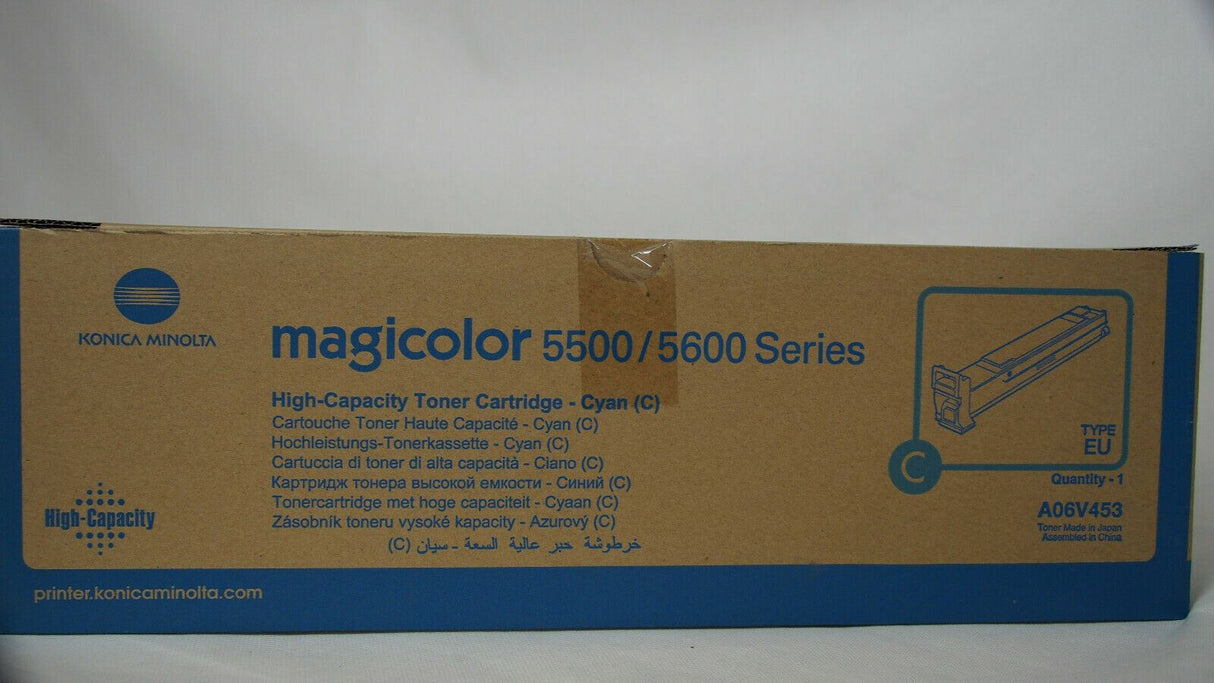 KONICA MINOLTA
magicolor 5500/5600 Series
High-Capacity Toner Cartridge - Cyan (C)
Cartouche Toner Haute Capacité - Cyan (C)
Hochleistungs-Tonerkassette - Cyan (C)
Cartuccia di toner di alta capacità - Ciano (C)
Картридж тонера высокой емкости - Синий (C)
Tonercartridge met hoge capaciteit - Cyaan (C)
Zásobník toneru vysoké kapacity - Azurový (C)
خرطوشة حبر عالية السعة - سيان (C)
High-Capacity
C
TYPE
EU
Quantity - 1
A06V453
Toner Made in Japan
Assembled in China
printer.konicaminolta.com